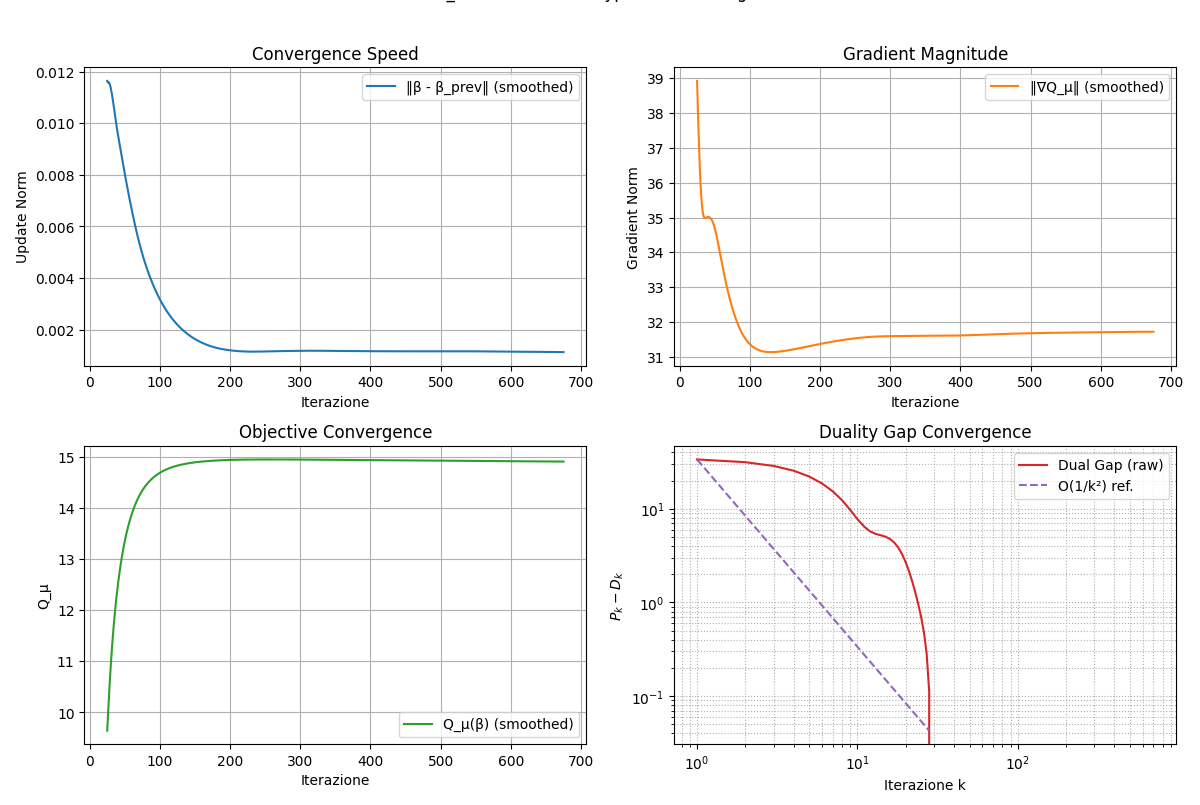 Convergence Speed
0.012
0.010
0.008
0.006
0.004
0.002
Update Norm
‖β - β_prev‖ (smoothed)
0 100 200 300 400 500 600 700
Iterazione
Gradient Magnitude
39
38
37
36
35
34
33
32
31
Gradient Norm
‖∇Q_μ‖ (smoothed)
0 100 200 300 400 500 600 700
Iterazione
Objective Convergence
15
14
13
12
11
10
Q_μ
Q_μ(β) (smoothed)
0 100 200 300 400 500 600 700
Iterazione
Duality Gap Convergence
10¹
10⁰
10⁻¹
Pₖ − Dₖ
Dual Gap (raw)
O(1/k²) ref.
10⁰ 10¹ 10²
Iterazione k